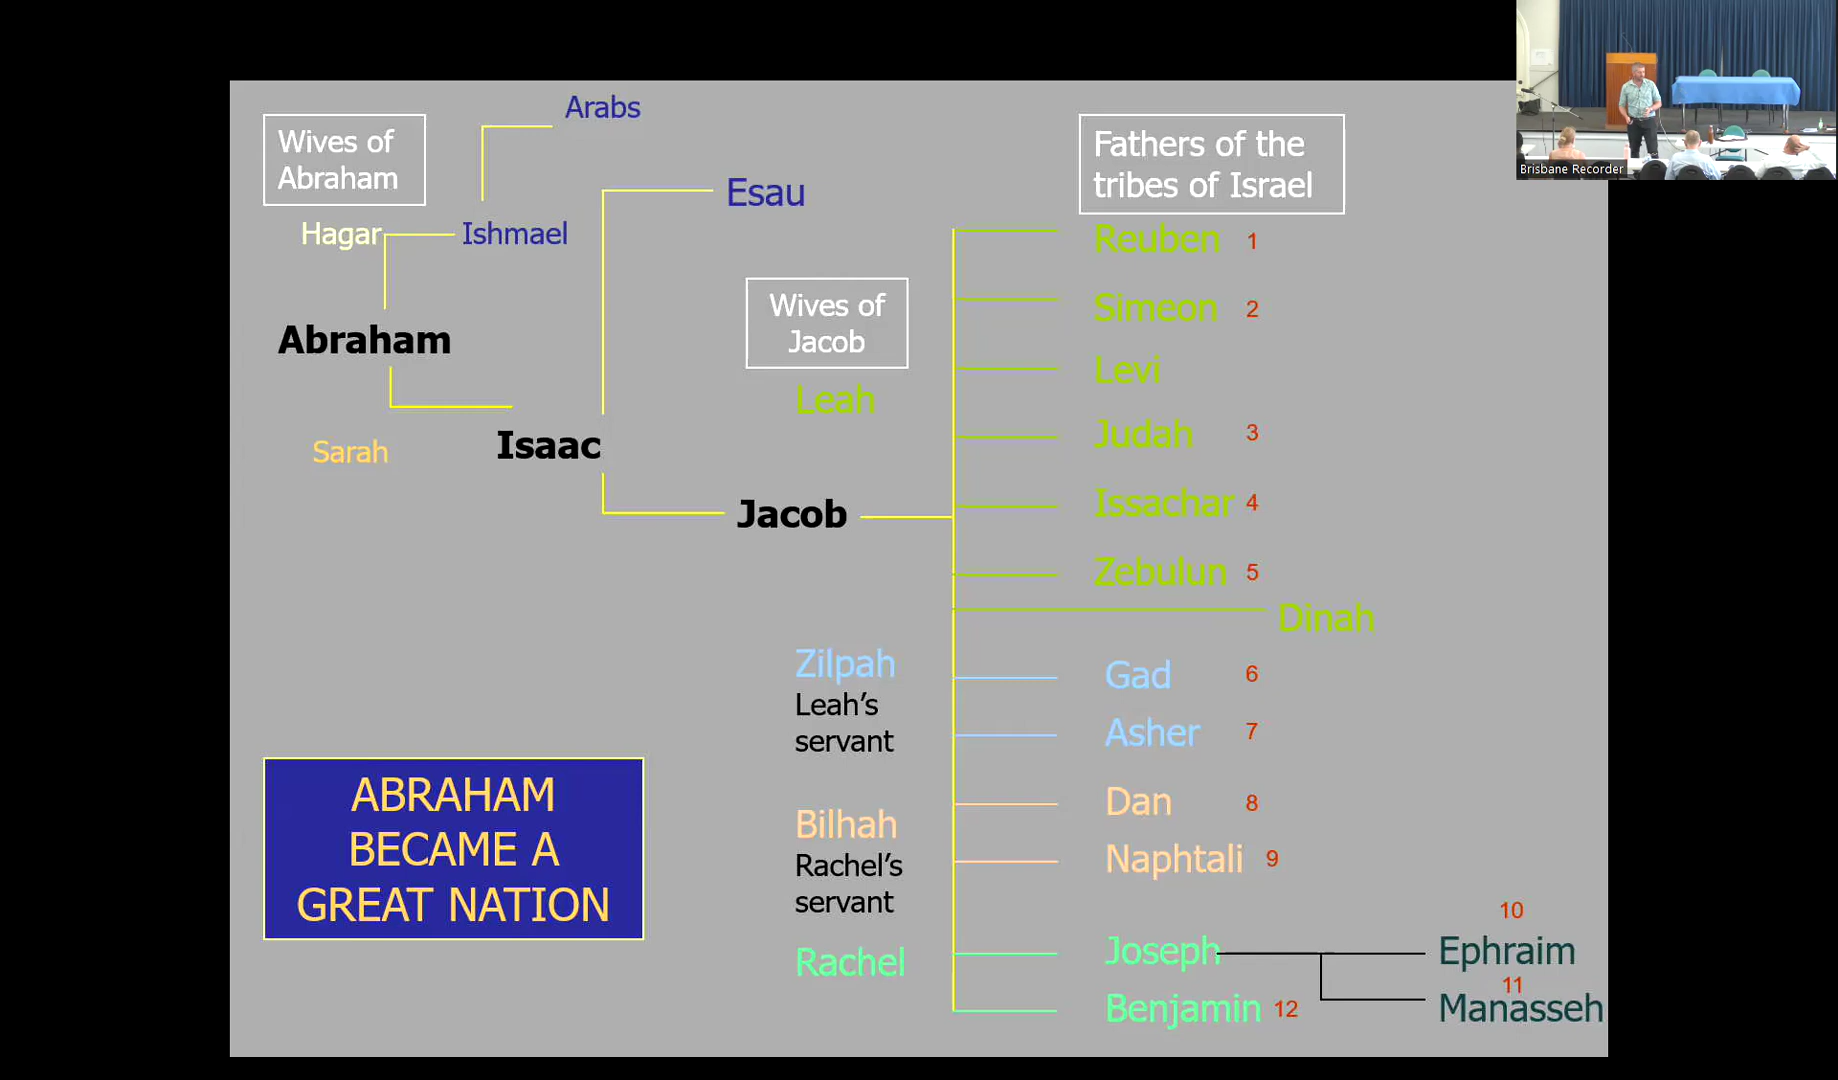 Arabs
Wives of
Abraham
Hagar
Ishmael
Esau
Abraham
Sarah
Isaac
Jacob
Wives of
Jacob
Leah
Zilpah
Leah’s
servant
Bilhah
Rachel’s
servant
Rachel
Fathers of the
tribes of Israel
Reuben 1
Simeon 2
Levi
Judah 3
Issachar 4
Zebulun 5
Dinah
Gad 6
Asher 7
Dan 8
Naphtali 9
Joseph
Benjamin 12
10
Ephraim
11
Manasseh
ABRAHAM
BECAME A
GREAT NATION
Brisbane Recorder